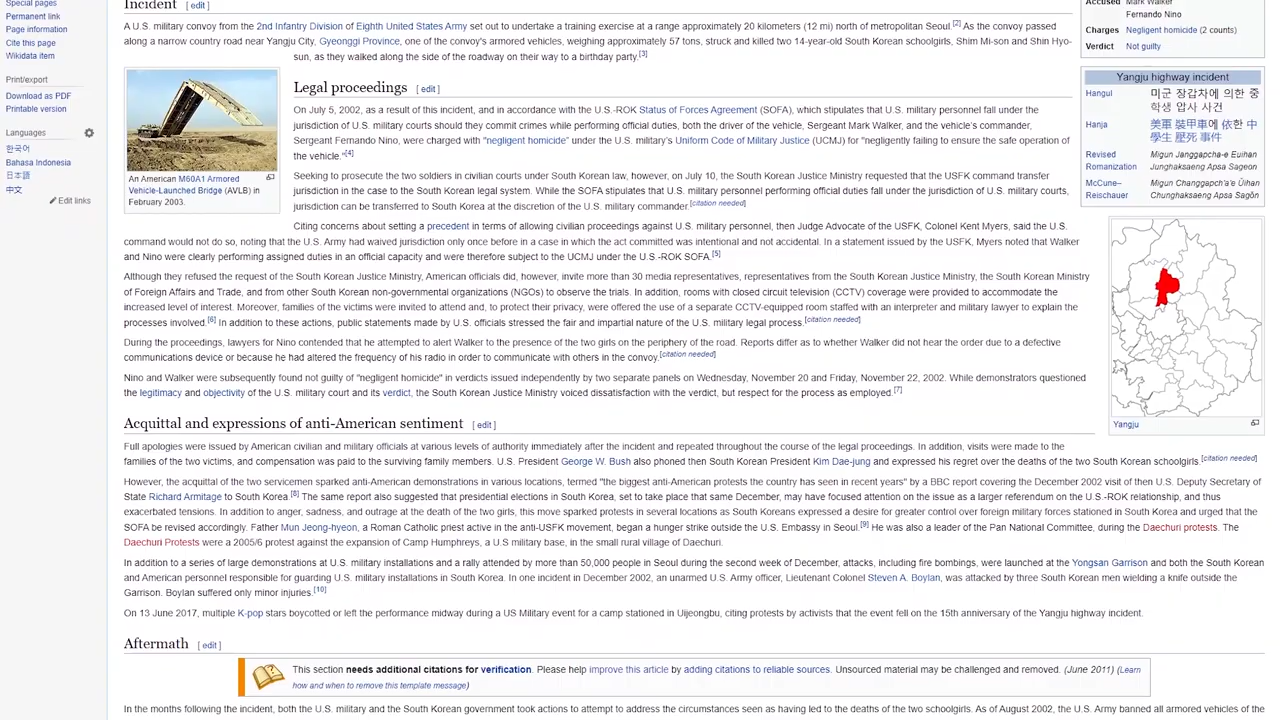 Special pages
Permanent link
Page information
Cite this page
Wikidata item
Print/export
Download as PDF
Printable version
Languages
한국어
Bahasa Indonesia
日本語
中文
Edit links
Incident [ edit ]
A U.S. military convoy from the 2nd Infantry Division of Eighth United States Army set out to undertake a training exercise at a range approximately 20 kilometers (12 mi) north of metropolitan Seoul.[2] As the convoy passed
along a narrow country road near Yangju City, Gyeonggi Province, one of the convoy's armored vehicles, weighing approximately 57 tons, struck and killed two 14-year-old South Korean schoolgirls, Shim Mi-son and Shin Hyo-
sun, as they walked along the side of the roadway on their way to a birthday party.[3]
An American M60A1 Armored
Vehicle-Launched Bridge (AVLB) in
February 2003.
Legal proceedings [ edit ]
On July 5, 2002, as a result of this incident, and in accordance with the U.S.-ROK Status of Forces Agreement (SOFA), which stipulates that U.S. military personnel fall under the
jurisdiction of U.S. military courts should they commit crimes while performing official duties, both the driver of the vehicle, Sergeant Mark Walker, and the vehicle's commander,
Sergeant Fernando Nino, were charged with "negligent homicide" under the U.S. military's Uniform Code of Military Justice (UCMJ) for "negligently failing to ensure the safe operation of
the vehicle."[4]
Seeking to prosecute the two soldiers in civilian courts under South Korean law, however, on July 10, the South Korean Justice Ministry requested that the USFK command transfer
jurisdiction in the case to the South Korean legal system. While the SOFA stipulates that U.S. military personnel performing official duties fall under the jurisdiction of U.S. military courts,
jurisdiction can be transferred to South Korea at the discretion of the U.S. military commander.[citation needed]
Citing concerns about setting a precedent in terms of allowing civilian proceedings against U.S. military personnel, then Judge Advocate of the USFK, Colonel Kent Myers, said the U.S.
command would not do so, noting that the U.S. Army had waived jurisdiction only once before in a case in which the act committed was intentional and not accidental. In a statement issued by the USFK, Myers noted that Walker
and Nino were clearly performing assigned duties in an official capacity and were therefore subject to the UCMJ under the U.S.-ROK SOFA.[5]
Although they refused the request of the South Korean Justice Ministry, American officials did, however, invite more than 30 media representatives, representatives from the South Korean Justice Ministry, the South Korean Ministry
of Foreign Affairs and Trade, and from other South Korean non-governmental organizations (NGOs) to observe the trials. In addition, rooms with closed circuit television (CCTV) coverage were provided to accommodate the
increased level of interest. Moreover, families of the victims were invited to attend and, to protect their privacy, were offered the use of a separate CCTV-equipped room staffed with an interpreter and military lawyer to explain the
processes involved.[6] In addition to these actions, public statements made by U.S. officials stressed the fair and impartial nature of the U.S. military legal process.[citation needed]
During the proceedings, lawyers for Nino contended that he attempted to alert Walker to the presence of the two girls on the periphery of the road. Reports differ as to whether Walker did not hear the order due to a defective
communications device or because he had altered the frequency of his radio in order to communicate with others in the convoy.[citation needed]
Nino and Walker were subsequently found not guilty of "negligent homicide" in verdicts issued independently by two separate panels on Wednesday, November 20 and Friday, November 22, 2002. While demonstrators questioned
the legitimacy and objectivity of the U.S. military court and its verdict, the South Korean Justice Ministry voiced dissatisfaction with the verdict, but respect for the process as employed.[7]
Acquittal and expressions of anti-American sentiment [ edit ]
Full apologies were issued by American civilian and military officials at various levels of authority immediately after the incident and repeated throughout the course of the legal proceedings. In addition, visits were made to the
families of the two victims, and compensation was paid to the surviving family members. U.S. President George W. Bush also phoned then South Korean President Kim Dae-jung and expressed his regret over the deaths of the two South Korean schoolgirls.[citation needed]
However, the acquittal of the two servicemen sparked anti-American demonstrations in various locations, termed "the biggest anti-American protests the country has seen in recent years" by a BBC report covering the December 2002 visit of then U.S. Deputy Secretary of
State Richard Armitage to South Korea.[8] The same report also suggested that presidential elections in South Korea, set to take place that same December, may have focused attention on the issue as a larger referendum on the U.S.-ROK relationship, and thus
exacerbated tensions. In addition to anger, sadness, and outrage at the death of the two girls, this move sparked protests in several locations as South Koreans expressed a desire for greater control over foreign military forces stationed in South Korea and urged that the
SOFA be revised accordingly. Father Mun Jeong-hyeon, a Roman Catholic priest active in the anti-USFK movement, began a hunger strike outside the U.S. Embassy in Seoul.[9] He was also a leader of the Pan National Committee, during the Daechuri protests. The
Daechuri Protests were a 2005/6 protest against the expansion of Camp Humphreys, a U.S military base, in the small rural village of Daechuri.
In addition to a series of large demonstrations at U.S. military installations and a rally attended by more than 50,000 people in Seoul during the second week of December, attacks, including fire bombings, were launched at the Yongsan Garrison and both the South Korean
and American personnel responsible for guarding U.S. military installations in South Korea. In one incident in December 2002, an unarmed U.S. Army officer, Lieutenant Colonel Steven A. Boylan, was attacked by three South Korean men wielding a knife outside the
Garrison. Boylan suffered only minor injuries.[10]
On 13 June 2017, multiple K-pop stars boycotted or left the performance midway during a US Military event for a camp stationed in Uijeongbu, citing protests by activists that the event fell on the 15th anniversary of the Yangju highway incident.
Aftermath [ edit ]
This section needs additional citations for verification. Please help improve this article by adding citations to reliable sources. Unsourced material may be challenged and removed. (June 2011) (Learn
how and when to remove this template message)
In the months following the incident, both the U.S. military and the South Korean government took actions to attempt to address the circumstances seen as having led to the deaths of the two schoolgirls. As of August 2002, the U.S. Army banned all armored vehicles of the
Accused Mark Walker
Fernando Nino
Charges Negligent homicide (2 counts)
Verdict Not guilty
Yangju highway incident
Hangul 미군 장갑차에 의한 중
학생 압사 사건
Hanja 美軍 裝甲車에 依한 中
學生 壓死 事件
Revised Migun Janggapcha-e Euihan
Romanization Junghaksaeng Apsa Sageon
McCune– Migun Changgapch'a'e Ŭihan
Reischauer Chunghaksaeng Apsa Sagŏn
Yangju